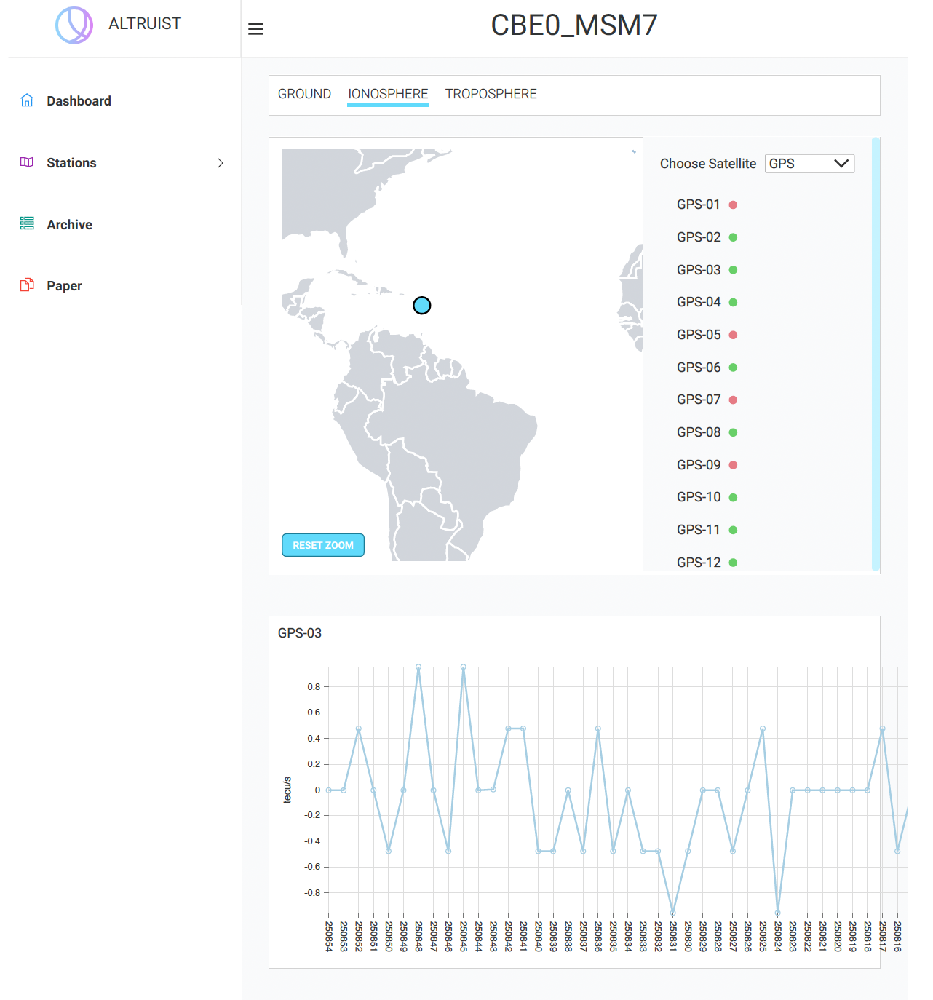 ALTRUIST
CBE0_MSM7
Dashboard
Stations
Archive
Paper
GROUND IONOSPHERE TROPOSPHERE
Choose Satellite GPS
GPS-01
GPS-02
GPS-03
GPS-04
GPS-05
GPS-06
GPS-07
GPS-08
GPS-09
GPS-10
GPS-11
GPS-12
RESET ZOOM
GPS-03
tecu/s
0.8
0.6
0.4
0.2
0
-0.2
-0.4
-0.6
-0.8
250854
250853
250852
250851
250850
250849
250848
250847
250846
250845
250844
250843
250842
250841
250840
250839
250838
250837
250836
250835
250834
250833
250832
250831
250830
250829
250828
250827
250826
250825
250824
250823
250822
250821
250820
250819
250818
250817
250816